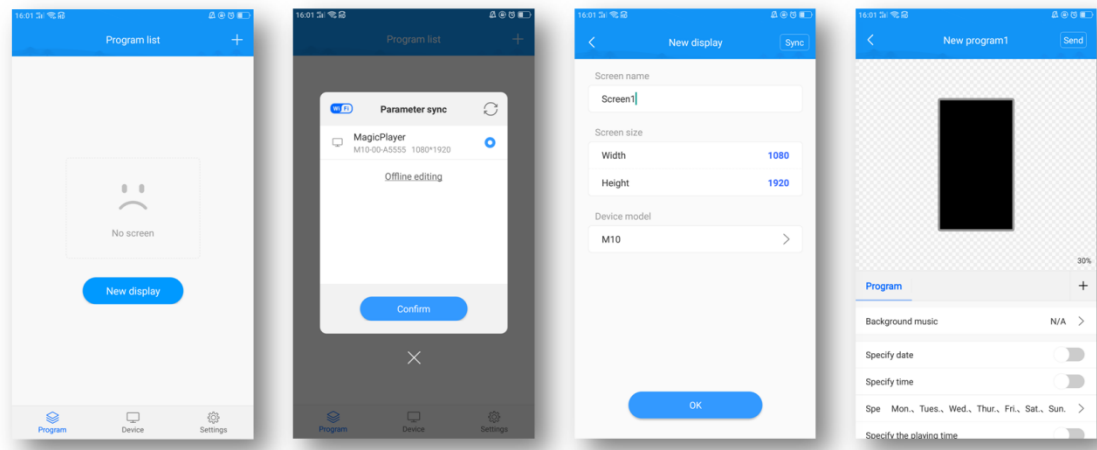 16:01
Program list
+
No screen
New display
Program
Device
Settings
16:01
Program list
+
WiFi
Parameter sync
MagicPlayer
M10-00-A5555 1080*1920
Offline editing
Confirm
Program
Device
Settings
16:01
New display
Sync
Screen name
Screen1
Screen size
Width 1080
Height 1920
Device model
M10
OK
16:01
New program1
Send
30%
Program
+
Background music N/A
Specify date
Specify time
Spe Mon.、Tues.、Wed.、Thur.、Fri.、Sat.、Sun.
Specify the playing time